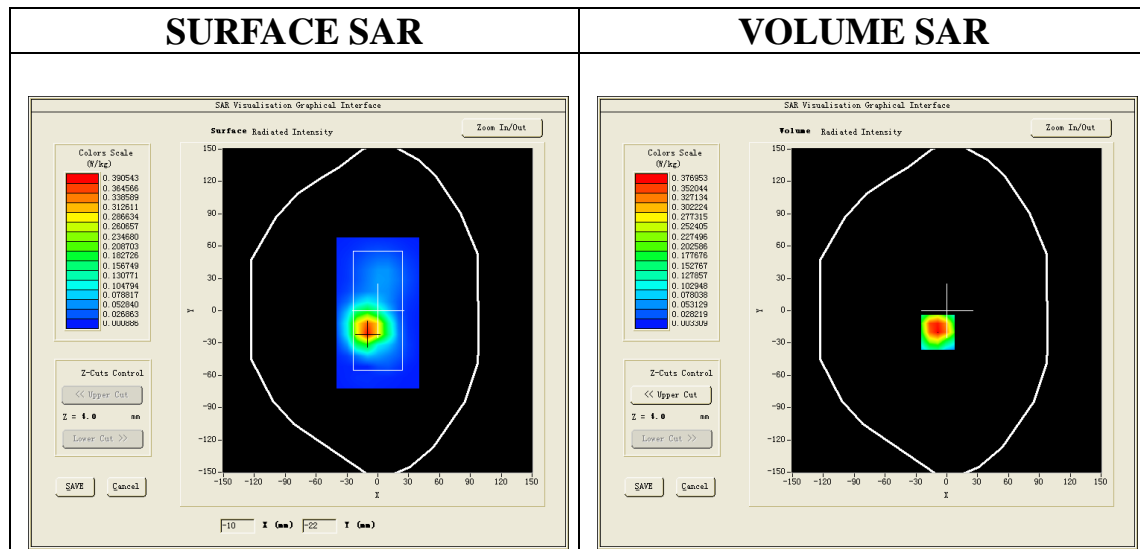 SURFACE SAR
VOLUME SAR
SAR Visualisation Graphical Interface
Surface Radiated Intensity
Zoom In/Out
Colors Scale
(W/kg)
0.390543
0.364566
0.338589
0.312611
0.286634
0.260657
0.234680
0.208703
0.182726
0.156749
0.130771
0.104794
0.078817
0.052840
0.026863
0.000886
150
120
90
60
30
0
-30
-60
-90
-120
-150
Y
-150 -120 -90 -60 -30 0 30 60 90 120 150
X
Z-Cuts Control
<< Upper Cut
Z = 4.0 mm
Lower Cut >>
SAVE Cancel
-10 X (mm) -22 Y (mm)
SAR Visualisation Graphical Interface
Volume Radiated Intensity
Zoom In/Out
Colors Scale
(W/kg)
0.376953
0.352044
0.327134
0.302224
0.277315
0.252405
0.227496
0.202586
0.177676
0.152767
0.127857
0.102948
0.078038
0.053129
0.028219
0.003309
150
120
90
60
30
0
-30
-60
-90
-120
-150
Y
-150 -120 -90 -60 -30 0 30 60 90 120 150
X
Z-Cuts Control
<< Upper Cut
Z = 4.0 mm
Lower Cut >>
SAVE Cancel